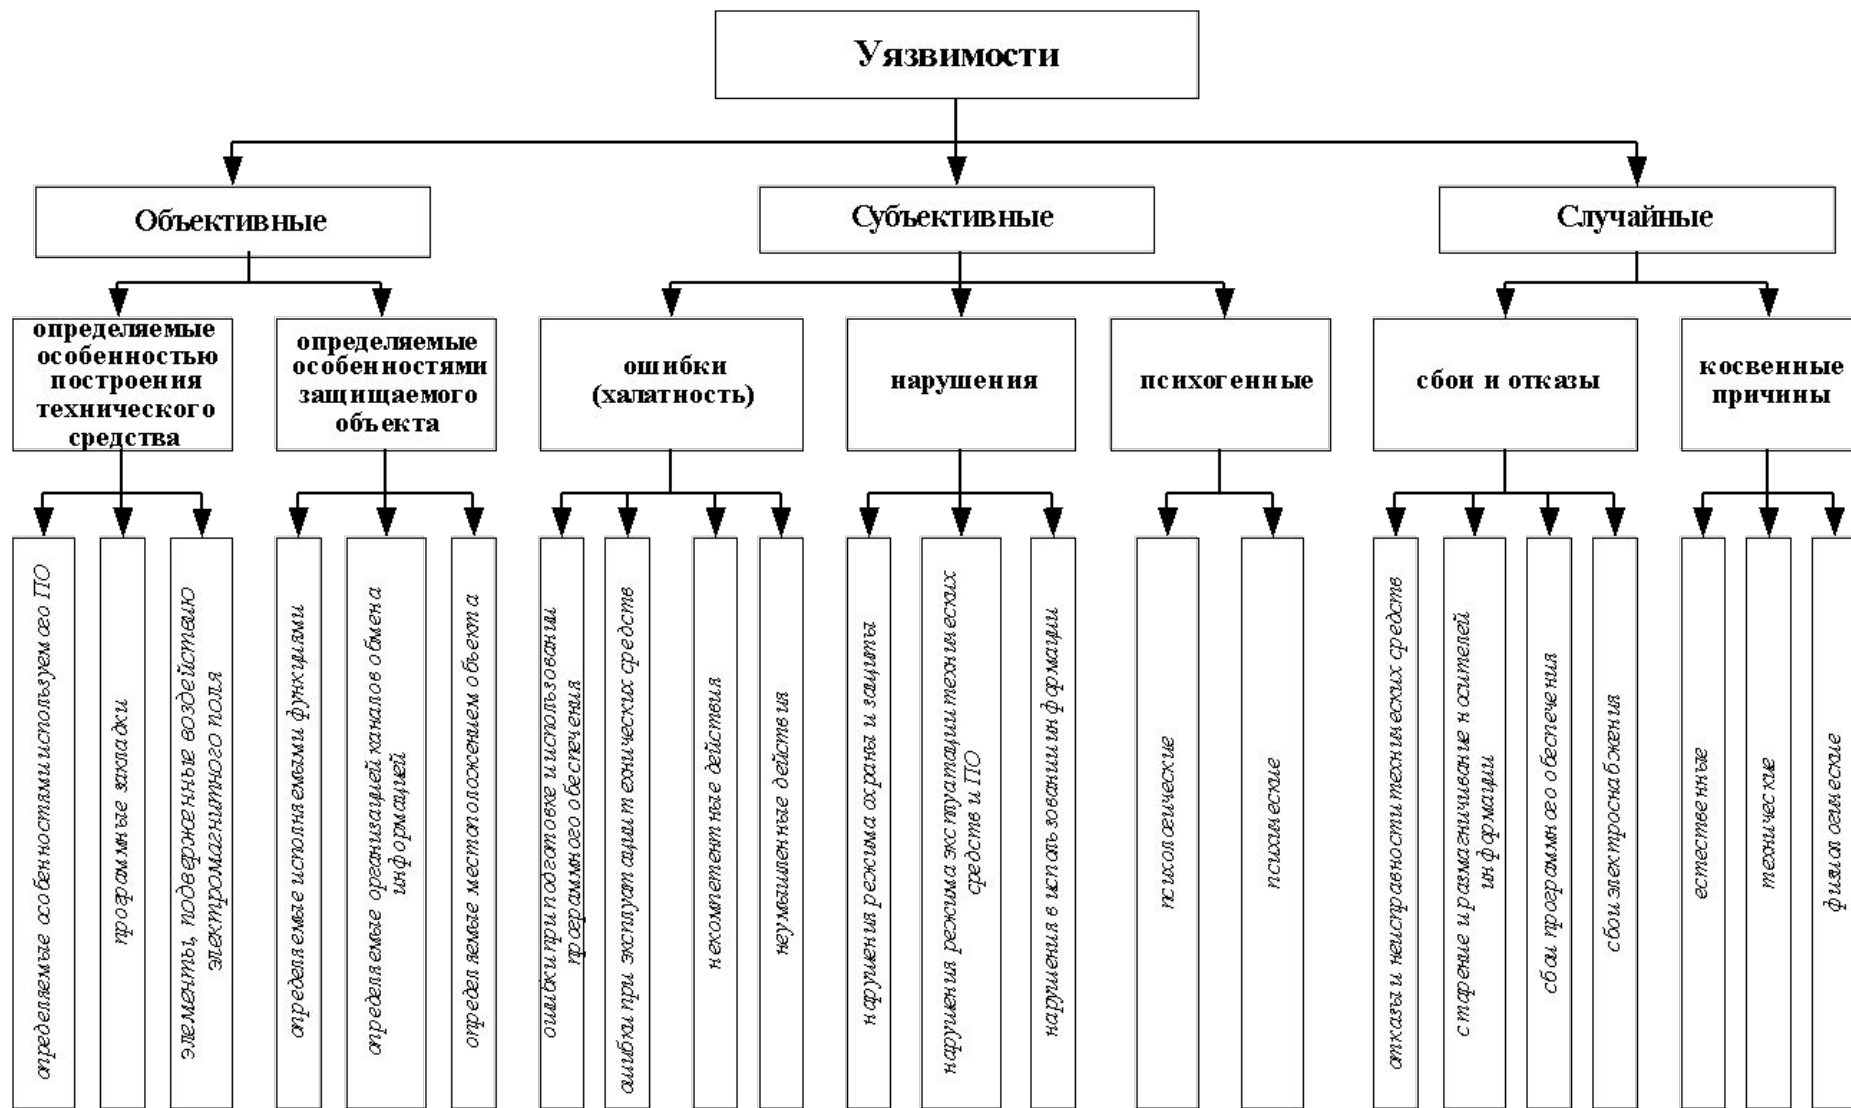 Уязвимости
Объективные
Субъективные
Случайные
определяемые
особенностью
построения
технического
средства
определяемые
особенностями
защищаемого
объекта
ошибки
(халатность)
нарушения
психогенные
сбои и отказы
косвенные
причины
определяемые особенностями используемого ПО
программные закладки
элементы, подверженные воздействию
электромагнитного поля
определяемые исполняемыми функциями
определяемые организацией каналов обмена
информацией
определяемые местоположением объекта
ошибки при подготовке и использовании
программного обеспечения
ошибки при эксплуатации технических средств
некомпетентные действия
неумышленные действия
нарушения режима охраны и защиты
нарушения режима эксплуатации технических
средств и ПО
нарушения в использовании информации
психологические
психические
отказы и неисправности технических средств
старение и размагничивание носителей
информации
сбои программного обеспечения
сбои электроснабжения
естественные
технические
физиологические